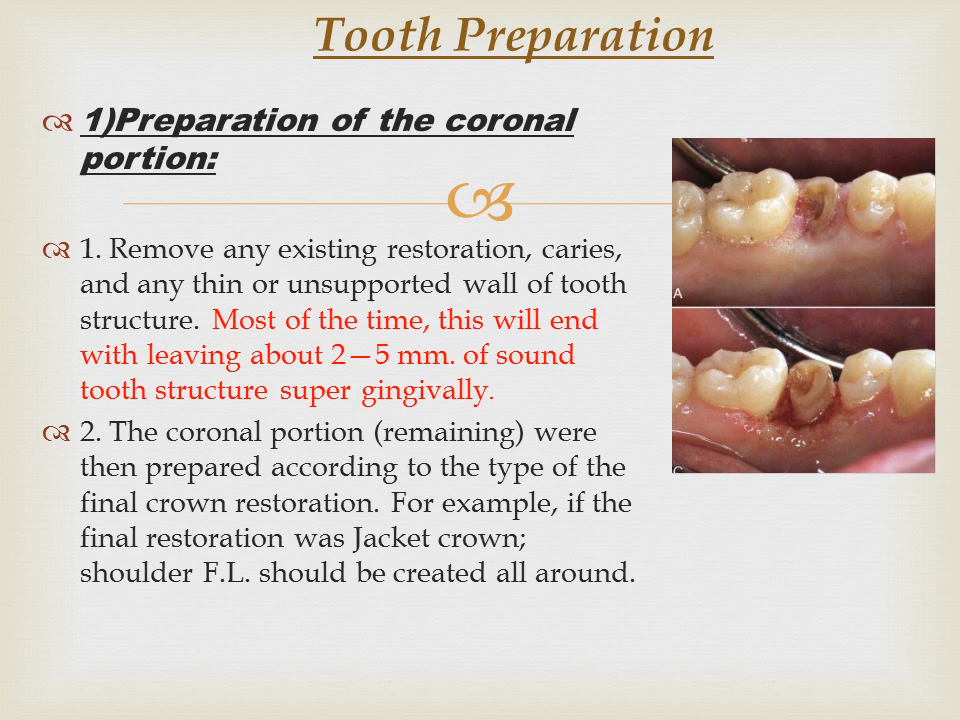 Tooth Preparation
1)Preparation of the coronal
portion:
1. Remove any existing restoration, caries,
and any thin or unsupported wall of tooth
structure. Most of the time, this will end
with leaving about 2—5 mm. of sound
tooth structure super gingivally.
2. The coronal portion (remaining) were
then prepared according to the type of the
final crown restoration. For example, if the
final restoration was Jacket crown;
shoulder F.L. should be created all around.
A
C